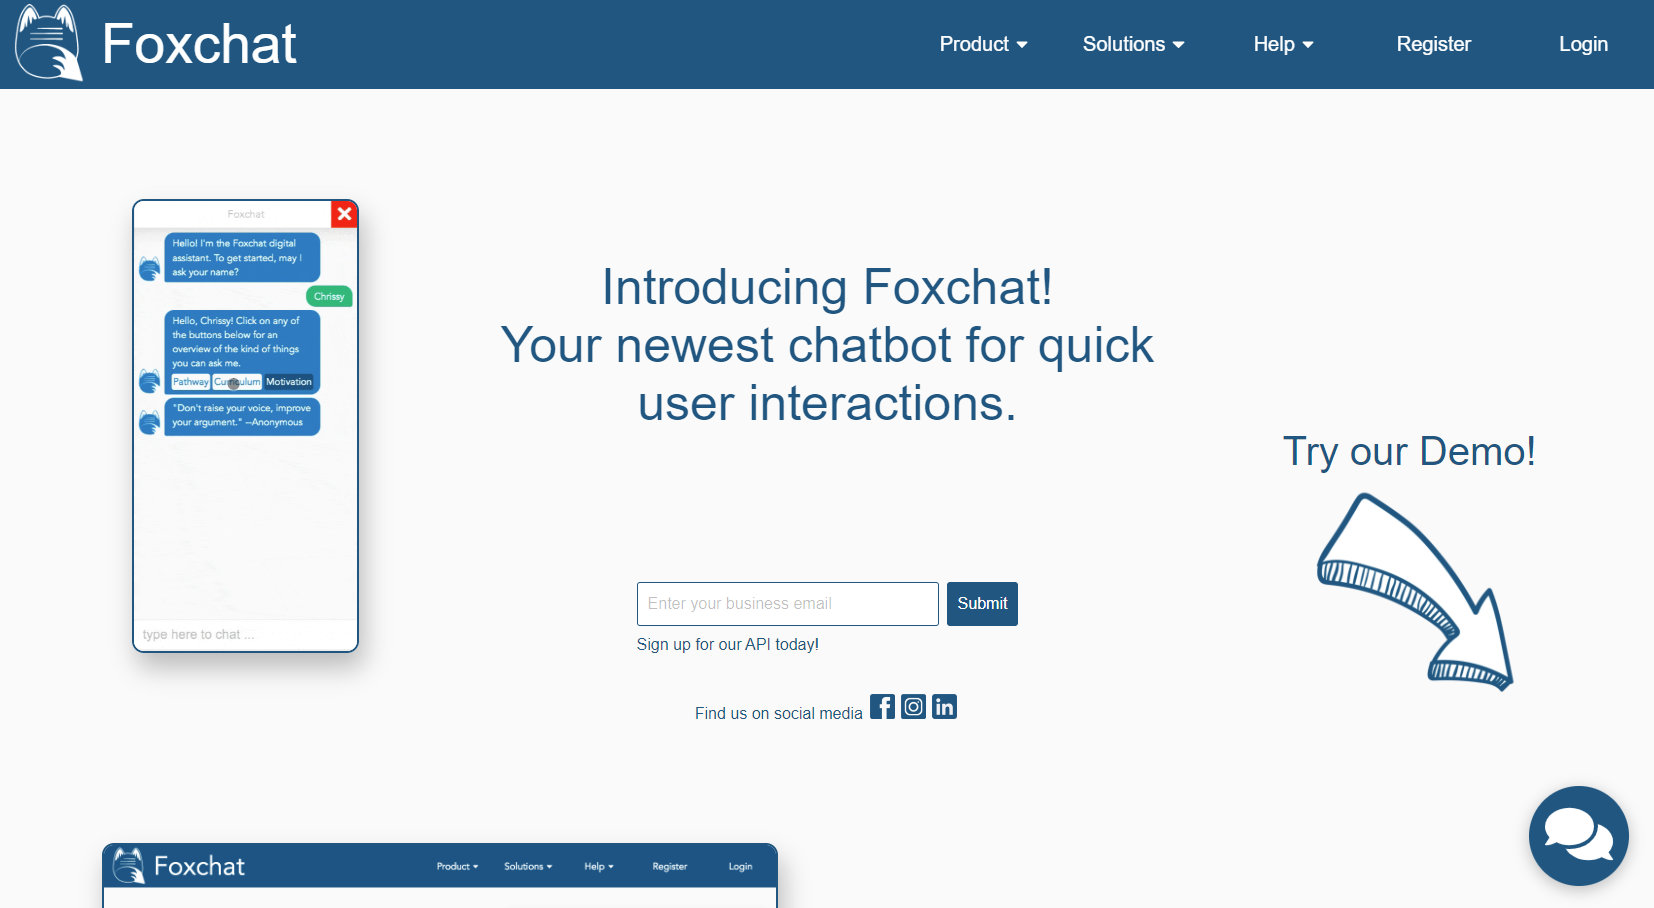 Foxchat
Product
Solutions
Help
Register
Login
Foxchat
Hello! I'm the Foxchat digital
assistant. To get started, may I
ask your name?
Chrissy
Hello, Chrissy! Click on any of
the buttons below for an
overview of the kind of things
you can ask me.
Pathway Curriculum Motivation
"Don't raise your voice, improve
your argument." --Anonymous
type here to chat ...
Introducing Foxchat!
Your newest chatbot for quick
user interactions.
Enter your business email
Submit
Sign up for our API today!
Find us on social media
Try our Demo!
Foxchat
Product
Solutions
Help
Register
Login